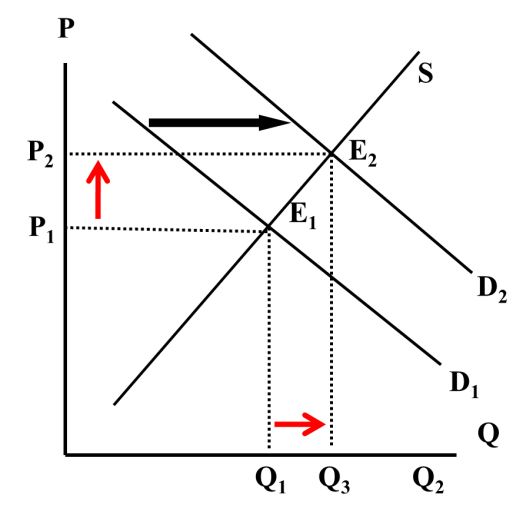 P
S
P₂
E₂
P₁
E₁
D₂
D₁
Q
Q₁ Q₃ Q₂